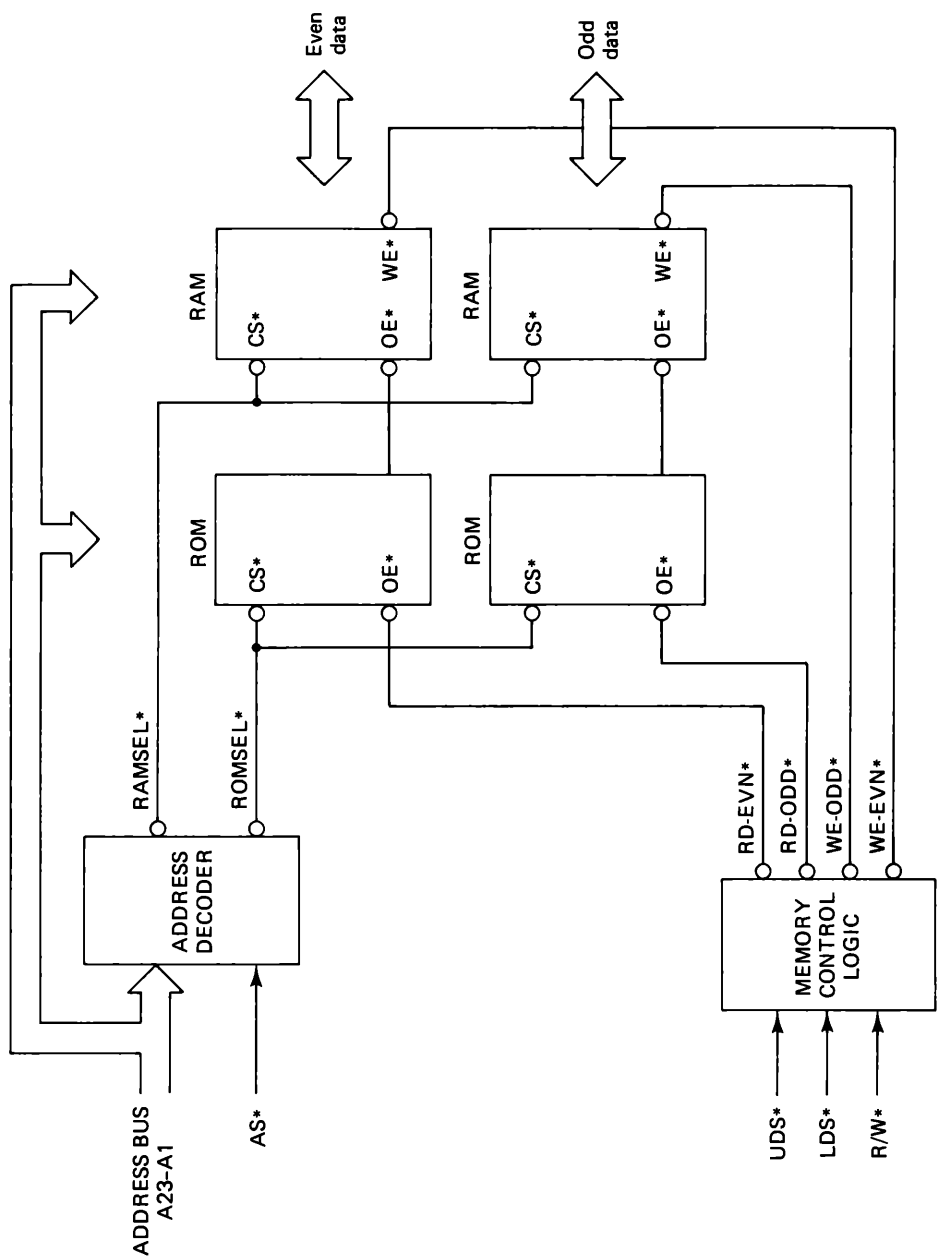 ADDRESS BUS
A23–A1
AS*
ADDRESS
DECODER
RAMSEL*
ROMSEL*
ROM
CS*
OE*
RAM
CS*
OE*
WE*
Even
data
ROM
CS*
OE*
RAM
CS*
OE*
WE*
Odd
data
UDS*
LDS*
R/W*
MEMORY
CONTROL
LOGIC
RD-EVN*
RD-ODD*
WE-ODD*
WE-EVN*